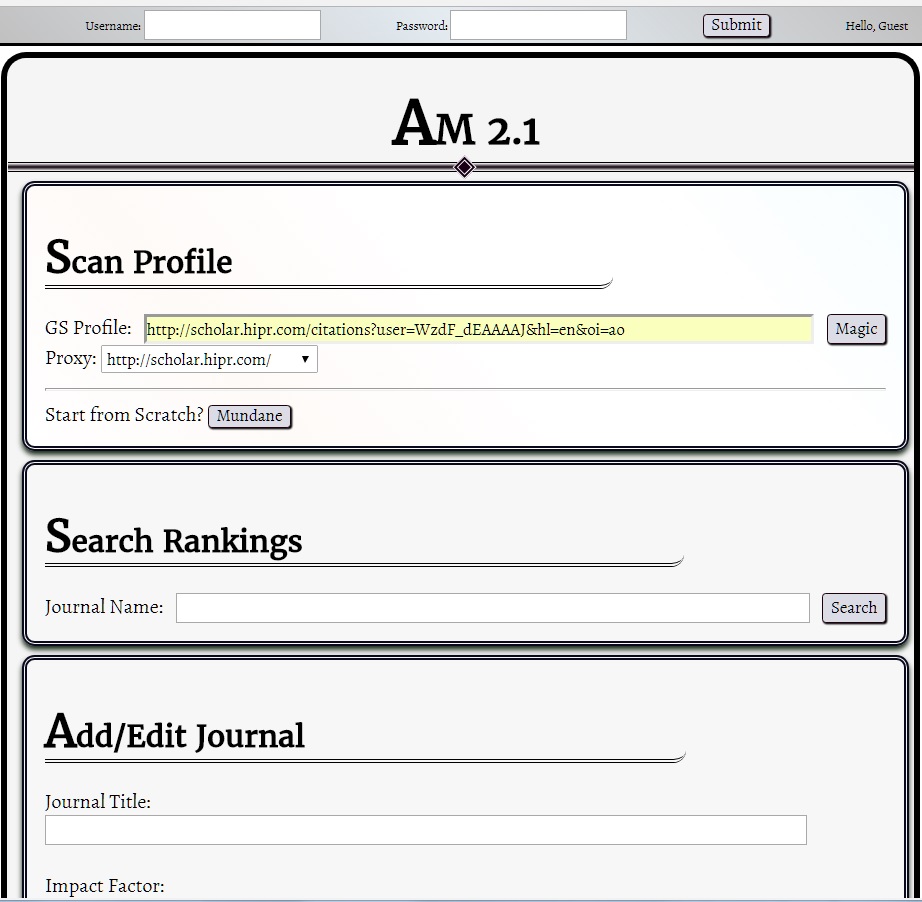 Username: Password: Submit Hello, Guest
AM 2.1
Scan Profile
GS Profile: http://scholar.hipr.com/citations?user=WzdF_dEAAAAJ&hl=en&oi=ao Magic
Proxy: http://scholar.hipr.com/
Start from Scratch? Mundane
Search Rankings
Journal Name: Search
Add/Edit Journal
Journal Title:
Impact Factor: